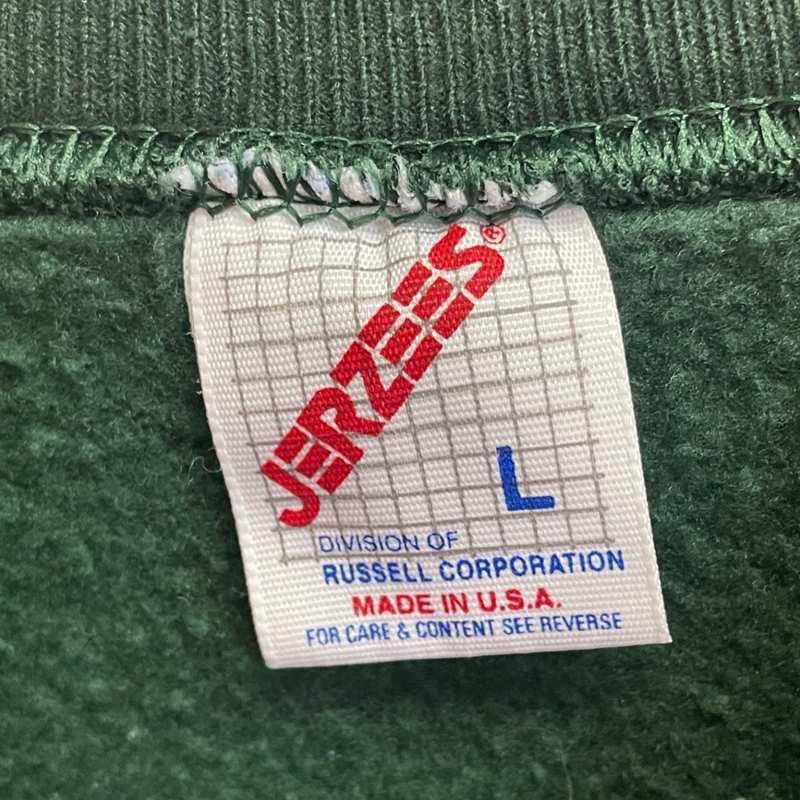 JERZEES®
L
DIVISION OF
RUSSELL CORPORATION
MADE IN U.S.A.
FOR CARE & CONTENT SEE REVERSE